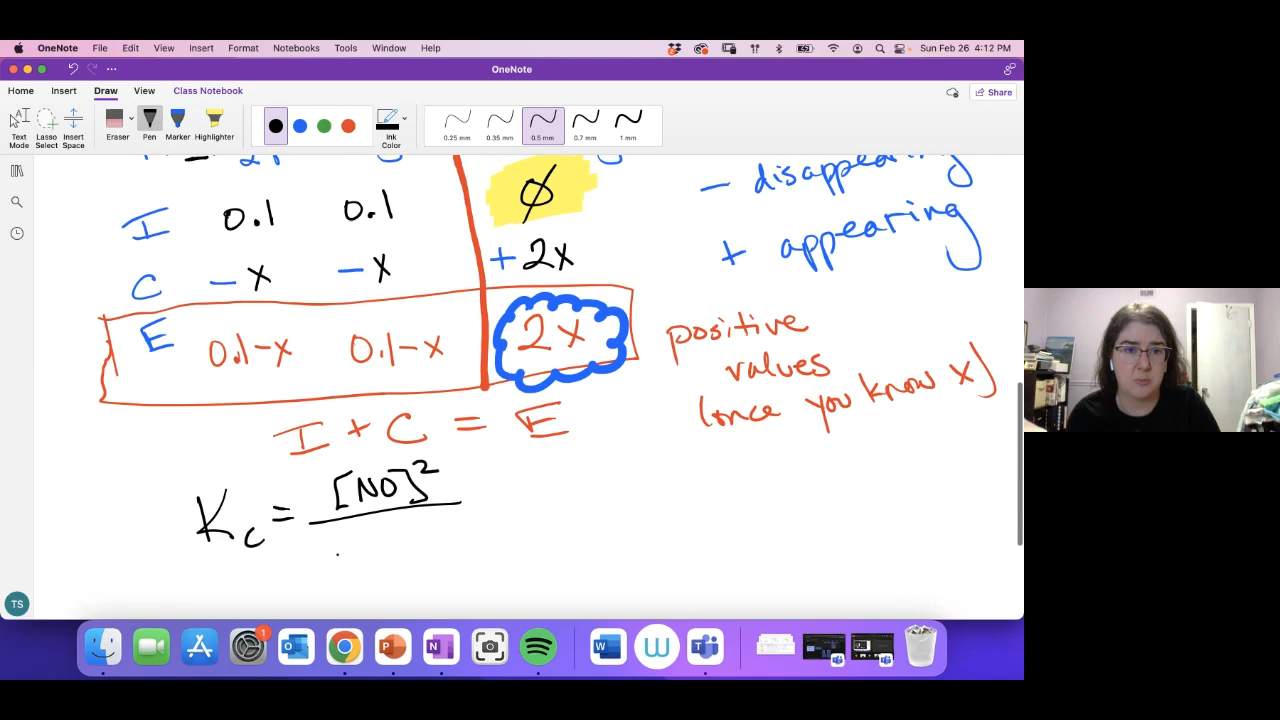 OneNote File Edit View Insert Format Notebooks Tools Window Help Sun Feb 26 4:12 PM
OneNote
Home Insert Draw View Class Notebook Share
Text Mode Lasso Select Insert Space Eraser Pen Marker Highlighter Ink Color 0.25 mm 0.35 mm 0.5 mm 0.7 mm 1 mm
- disappearing
I 0.1 0.1 ∅
+ appearing
C -x -x +2x
E 0.1-x 0.1-x 2x
positive
values
(once you know x)
I + C = E
Kc = [NO]²
TS
1
W W